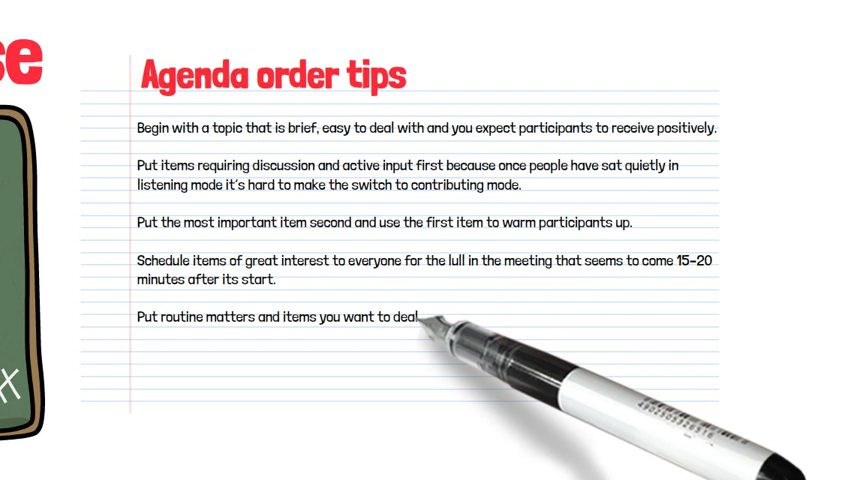 se
Agenda order tips
Begin with a topic that is brief, easy to deal with and you expect participants to receive positively.
Put items requiring discussion and active input first because once people have sat quietly in
listening mode it's hard to make the switch to contributing mode.
Put the most important item second and use the first item to warm participants up.
Schedule items of great interest to everyone for the lull in the meeting that seems to come 15-20
minutes after its start.
Put routine matters and items you want to deal